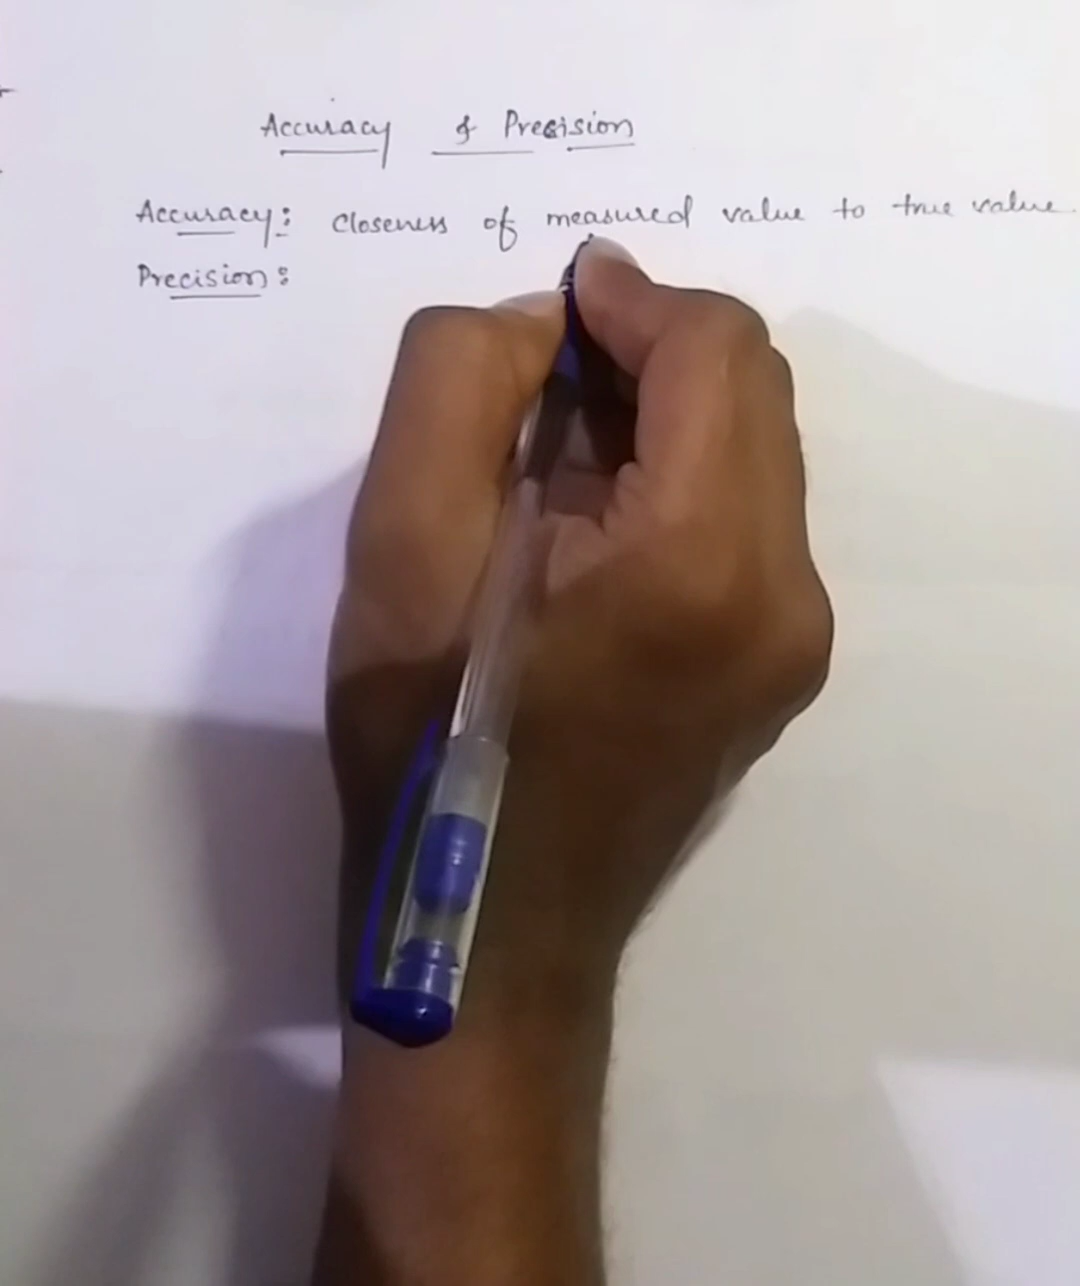 Accuracy & Precision
Accuracy: Closeness of measured value to true value.
Precision: